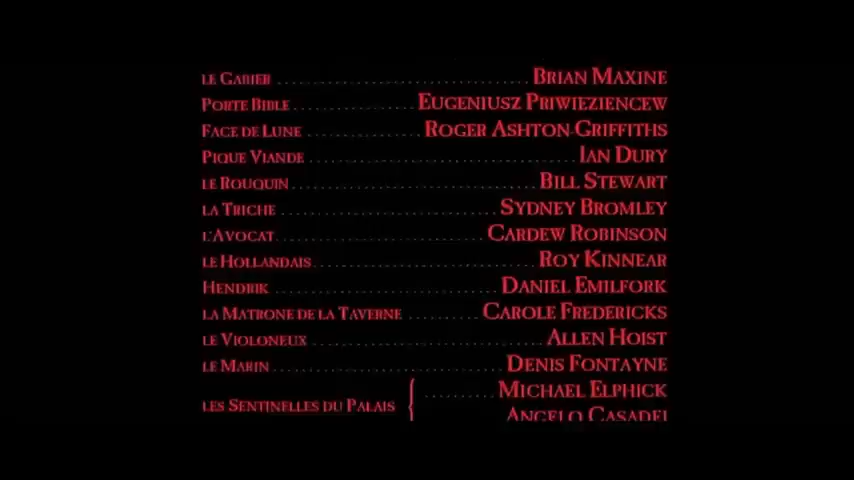 LE GABIER ........ BRIAN MAXINE
PORTE BIBLE ........ EUGENIUSZ PRIWIEZIENCEW
FACE DE LUNE ........ ROGER ASHTON-GRIFFITHS
PIQUE VIANDE ........ IAN DURY
LE ROUQUIN ........ BILL STEWART
LA TRICHE ........ SYDNEY BROMLEY
L'AVOCAT ........ CARDEW ROBINSON
LE HOLLANDAIS ........ ROY KINNEAR
HENDRIK ........ DANIEL EMILFORK
LA MATRONE DE LA TAVERNE ........ CAROLE FREDERICKS
LE VIOLONEUX ........ ALLEN HOIST
LE MARIN ........ DENIS FONTAYNE
LES SENTINELLES DU PALAIS { ........ MICHAEL ELPHICK
ANGELO CASADEI